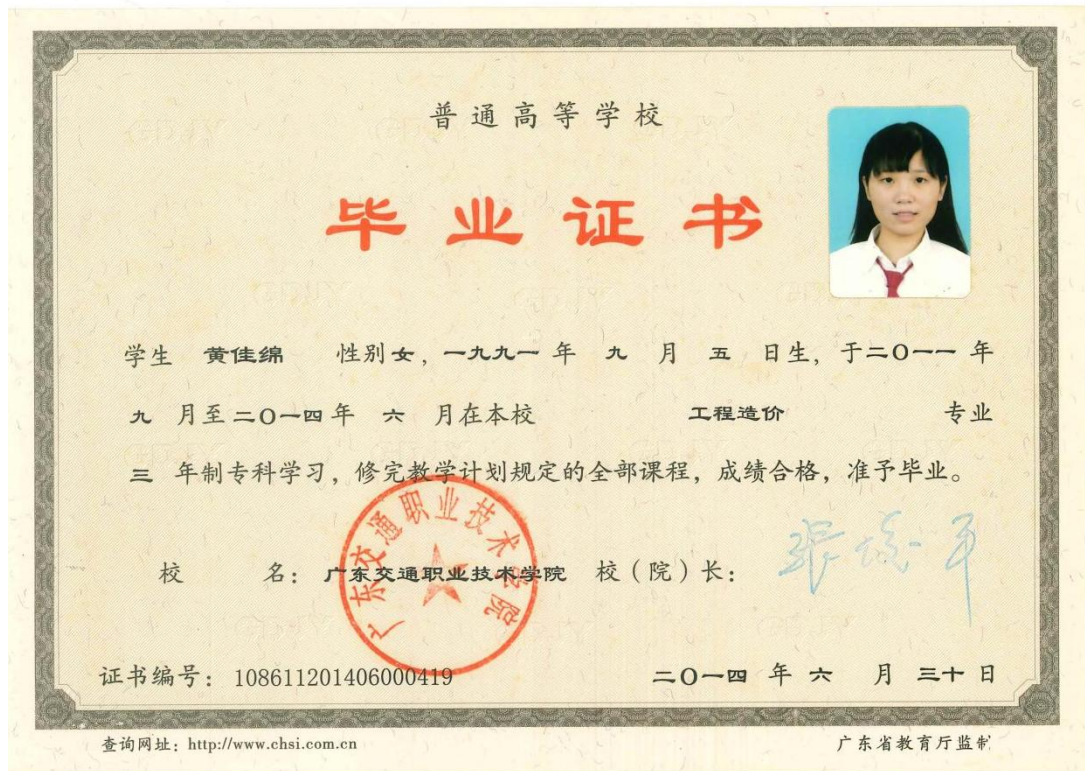 普通高等学校
毕业证书
学生 黄佳绵 性别女，一九九一年 九 月 五 日生，于二O一一年
九 月至二O一四年 六 月在本校 工程造价 专业
三 年制专科学习，修完教学计划规定的全部课程，成绩合格，准予毕业。
广东交通职业技术学院
校 名：广东交通职业技术学院 校（院）长：
证书编号：108611201406000419 二O一四 年 六 月 三十 日
查询网址：http://www.chsi.com.cn 广东省教育厅监制